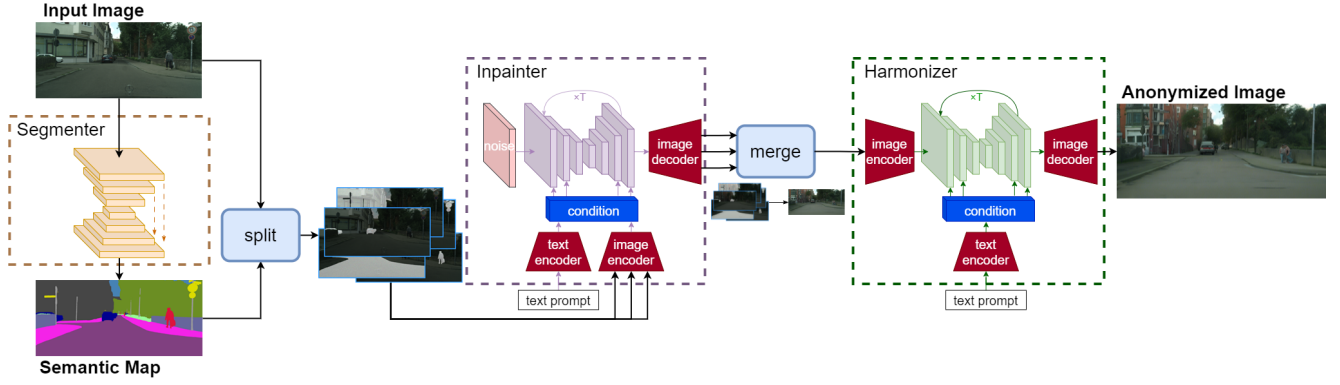 Input Image
Segmenter
Semantic Map
split
Inpainter
noise
×T
image
decoder
condition
text
encoder
image
encoder
text prompt
merge
Harmonizer
image
encoder
×T
image
decoder
condition
text
encoder
text prompt
Anonymized Image